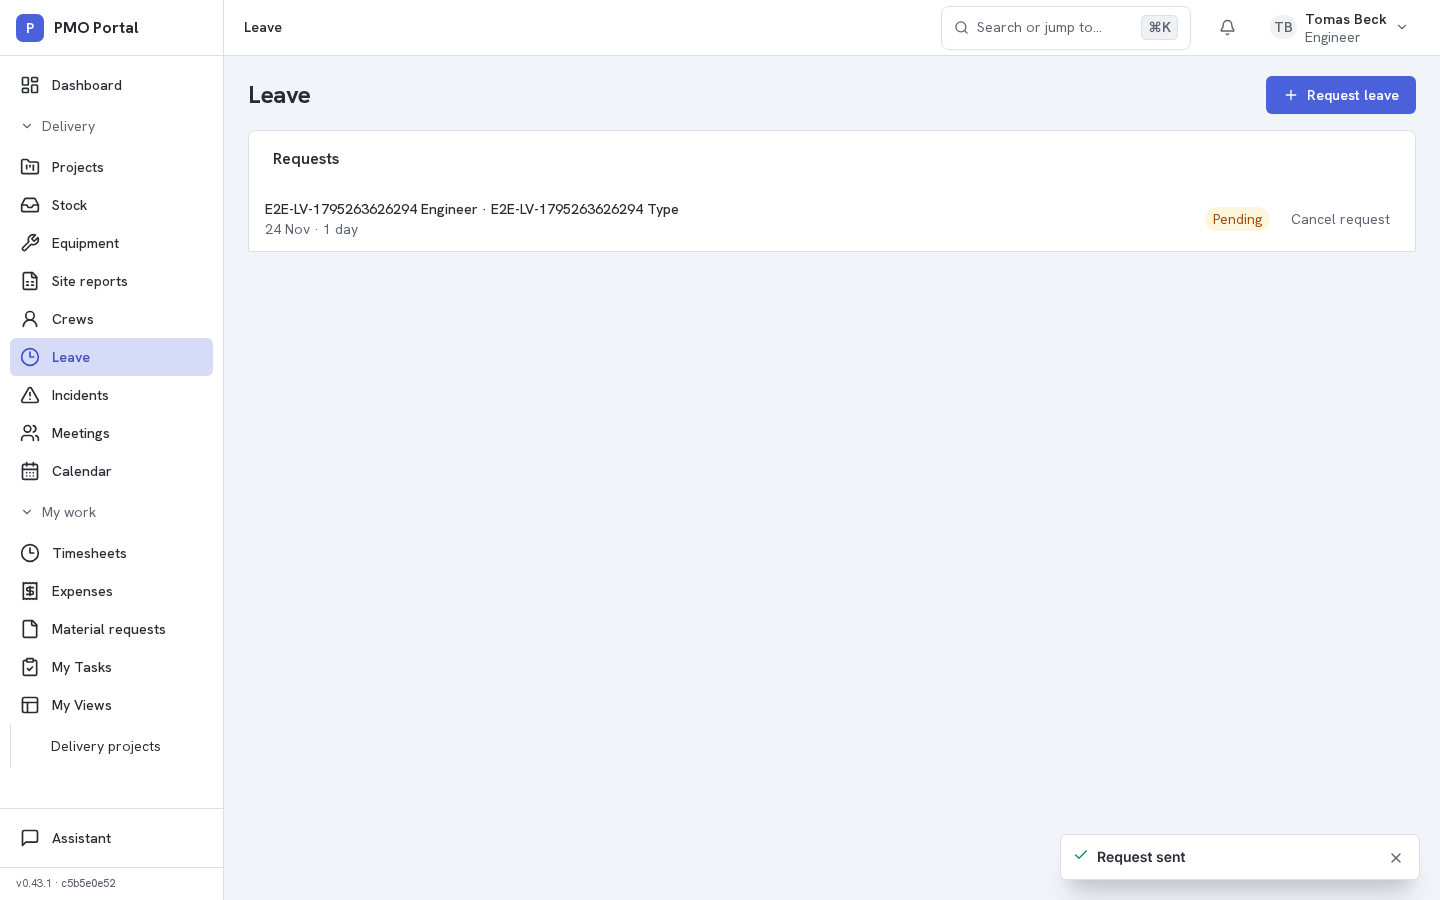 P PMO Portal
Leave
Search or jump to...
⌘K
TB
Tomas Beck
Engineer
Dashboard
Delivery
Projects
Stock
Equipment
Site reports
Crews
Leave
Incidents
Meetings
Calendar
My work
Timesheets
Expenses
Material requests
My Tasks
My Views
Delivery projects
Assistant
v0.43.1 · c5b5e0e52
Leave
Request leave
Requests
E2E-LV-1795263626294 Engineer · E2E-LV-1795263626294 Type
24 Nov · 1 day
Pending
Cancel request
Request sent